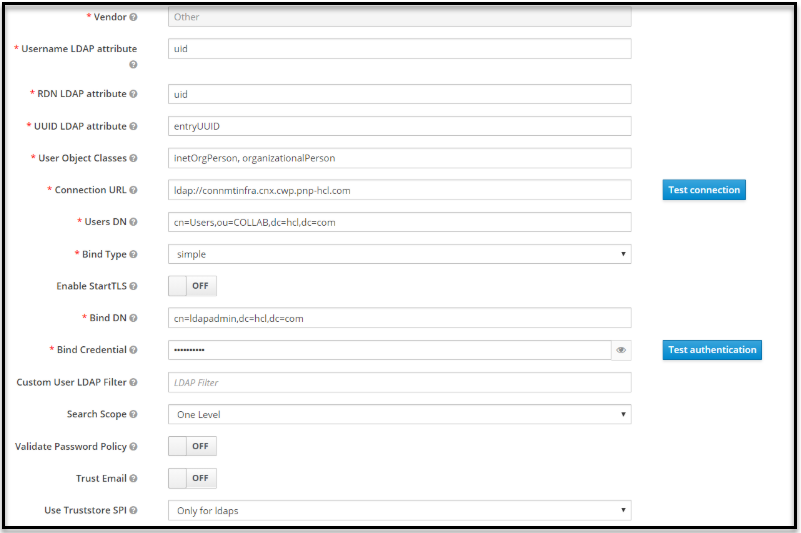 * Vendor
Other
* Username LDAP attribute
uid
* RDN LDAP attribute
uid
* UUID LDAP attribute
entryUUID
* User Object Classes
inetOrgPerson, organizationalPerson
* Connection URL
ldap://connmtinfra.cnx.cwp.pnp-hcl.com
Test connection
* Users DN
cn=Users,ou=COLLAB,dc=hcl,dc=com
* Bind Type
simple
Enable StartTLS
OFF
* Bind DN
cn=ldapadmin,dc=hcl,dc=com
* Bind Credential
••••••••••
Test authentication
Custom User LDAP Filter
LDAP Filter
Search Scope
One Level
Validate Password Policy
OFF
Trust Email
OFF
Use Truststore SPI
Only for ldaps